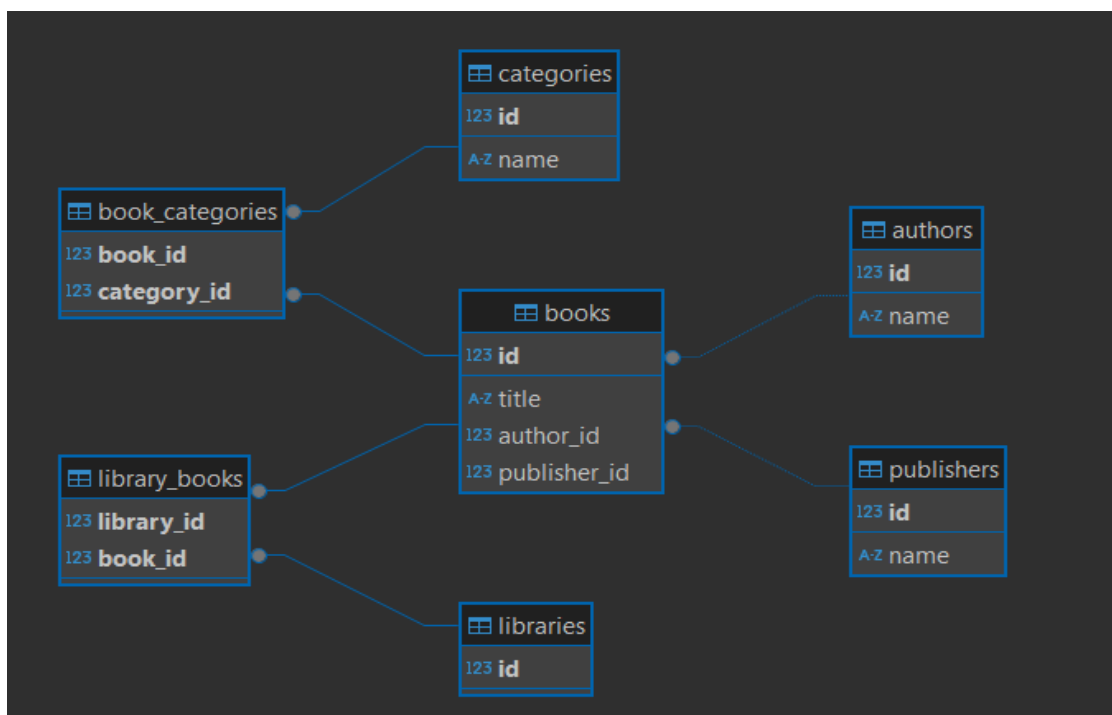 categories
123 id
A-Z name
book_categories
123 book_id
123 category_id
authors
123 id
A-Z name
books
123 id
A-Z title
123 author_id
123 publisher_id
library_books
123 library_id
123 book_id
publishers
123 id
A-Z name
libraries
123 id